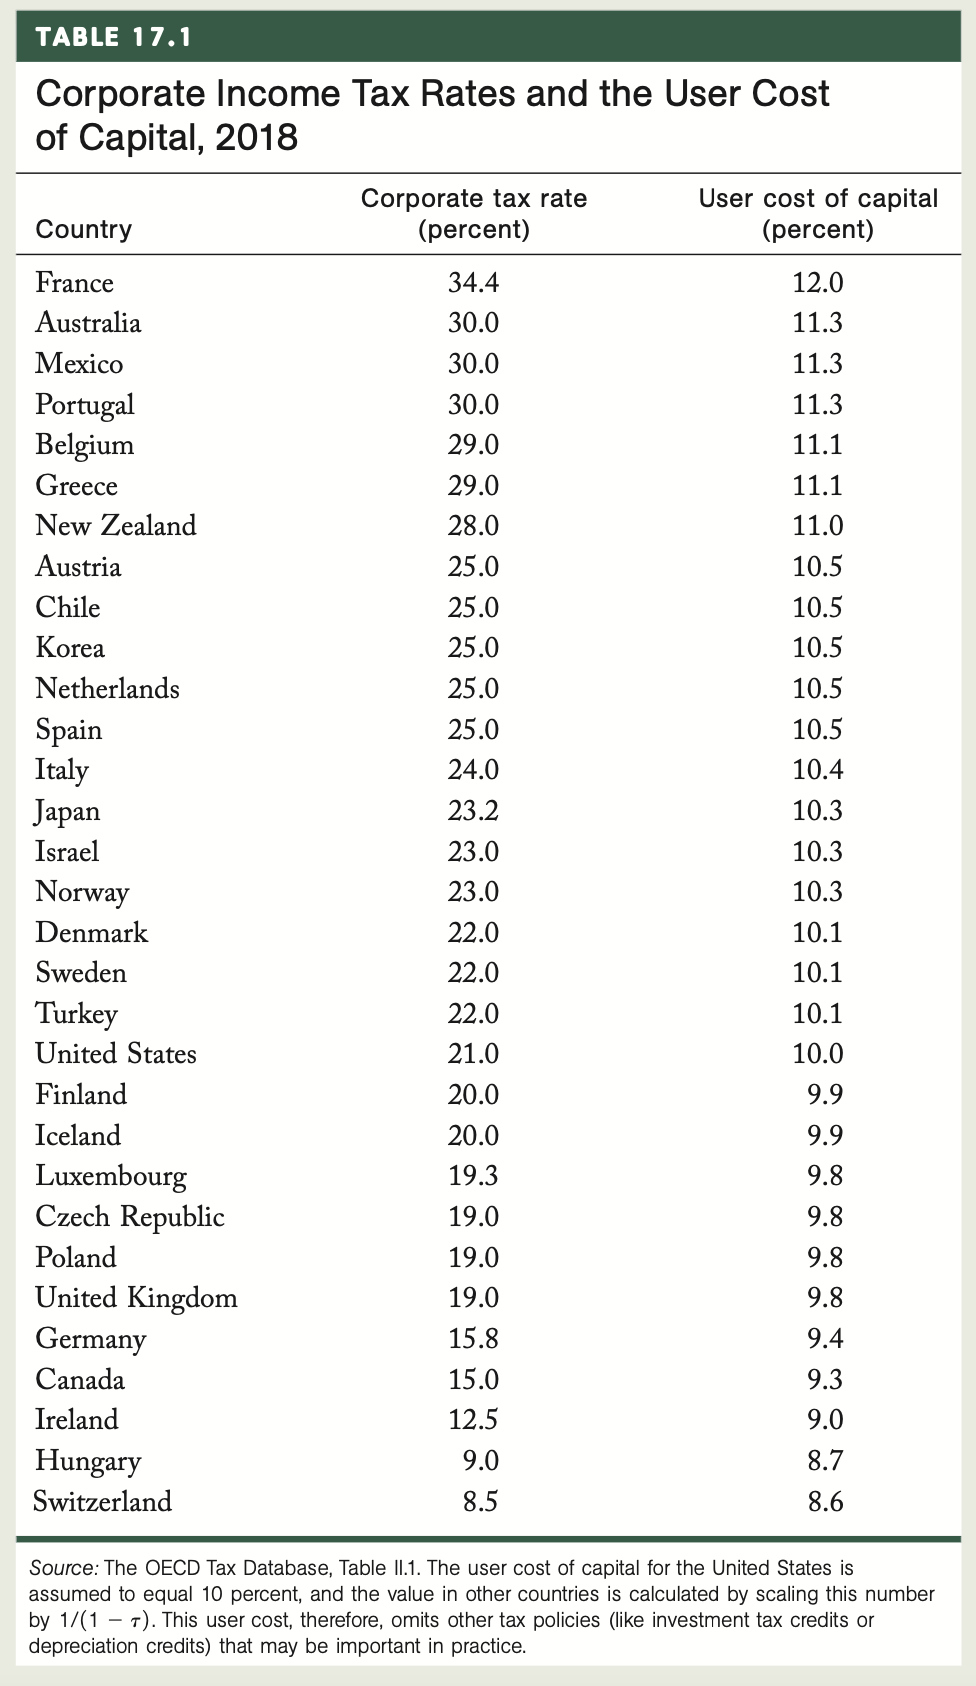 TABLE 17.1
Corporate Income Tax Rates and the User Cost
of Capital, 2018
Country Corporate tax rate (percent) User cost of capital (percent)
France 34.4 12.0
Australia 30.0 11.3
Mexico 30.0 11.3
Portugal 30.0 11.3
Belgium 29.0 11.1
Greece 29.0 11.1
New Zealand 28.0 11.0
Austria 25.0 10.5
Chile 25.0 10.5
Korea 25.0 10.5
Netherlands 25.0 10.5
Spain 25.0 10.5
Italy 24.0 10.4
Japan 23.2 10.3
Israel 23.0 10.3
Norway 23.0 10.3
Denmark 22.0 10.1
Sweden 22.0 10.1
Turkey 22.0 10.1
United States 21.0 10.0
Finland 20.0 9.9
Iceland 20.0 9.9
Luxembourg 19.3 9.8
Czech Republic 19.0 9.8
Poland 19.0 9.8
United Kingdom 19.0 9.8
Germany 15.8 9.4
Canada 15.0 9.3
Ireland 12.5 9.0
Hungary 9.0 8.7
Switzerland 8.5 8.6
Source: The OECD Tax Database, Table II.1. The user cost of capital for the United States is
assumed to equal 10 percent, and the value in other countries is calculated by scaling this number
by 1/(1 − τ). This user cost, therefore, omits other tax policies (like investment tax credits or
depreciation credits) that may be important in practice.